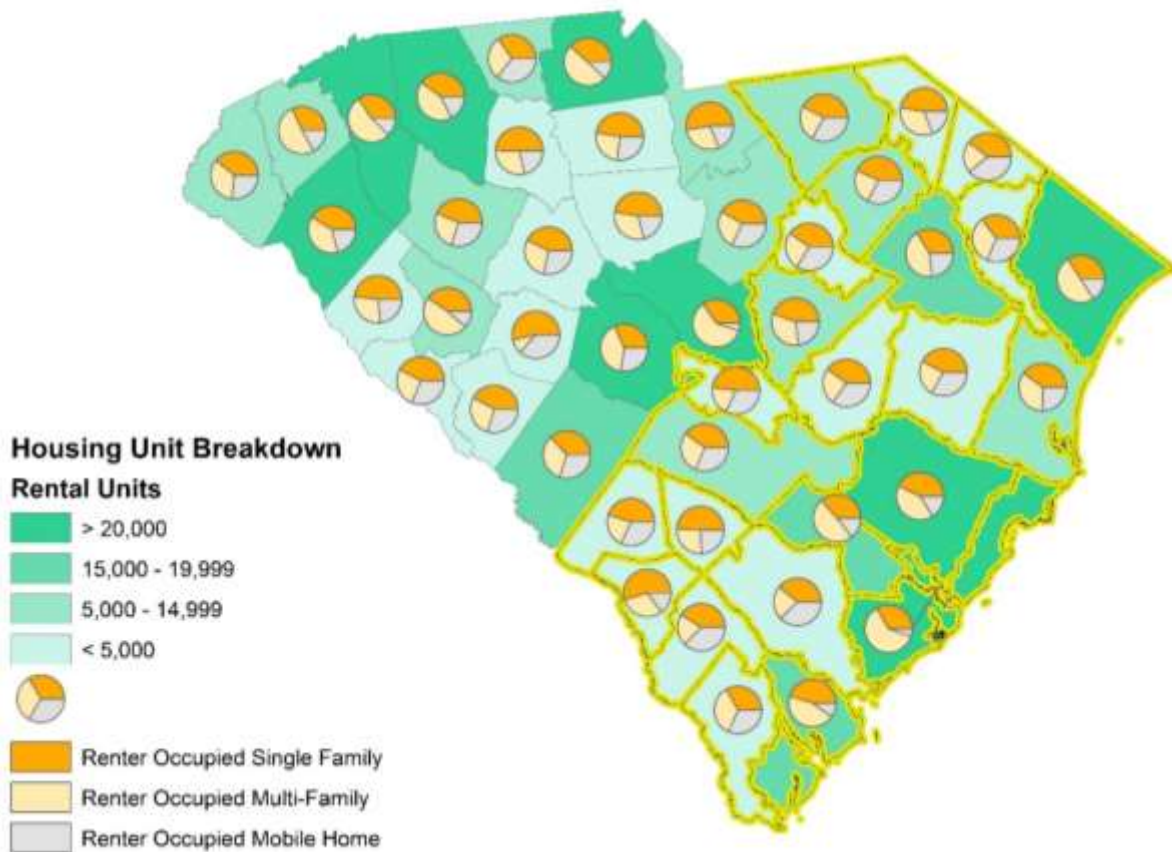 Housing Unit Breakdown
Rental Units
> 20,000
15,000 - 19,999
5,000 - 14,999
< 5,000
Renter Occupied Single Family
Renter Occupied Multi-Family
Renter Occupied Mobile Home